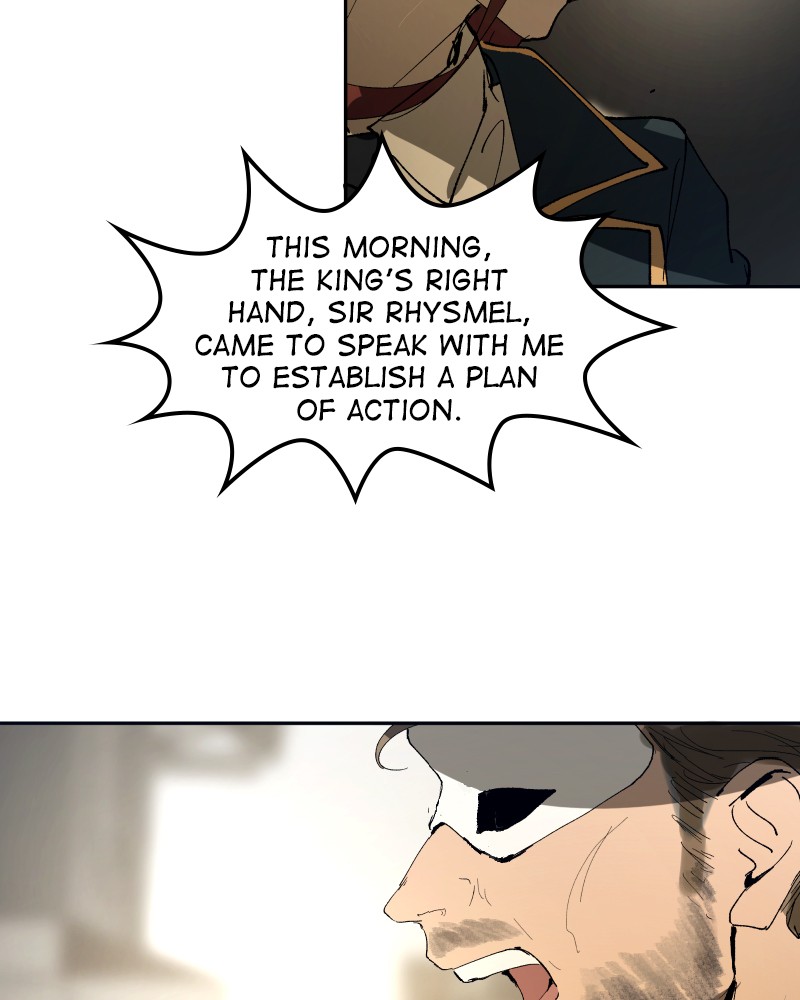 THIS MORNING,
THE KING'S RIGHT
HAND, SIR RHYSMEL,
CAME TO SPEAK WITH ME
TO ESTABLISH A PLAN
OF ACTION.